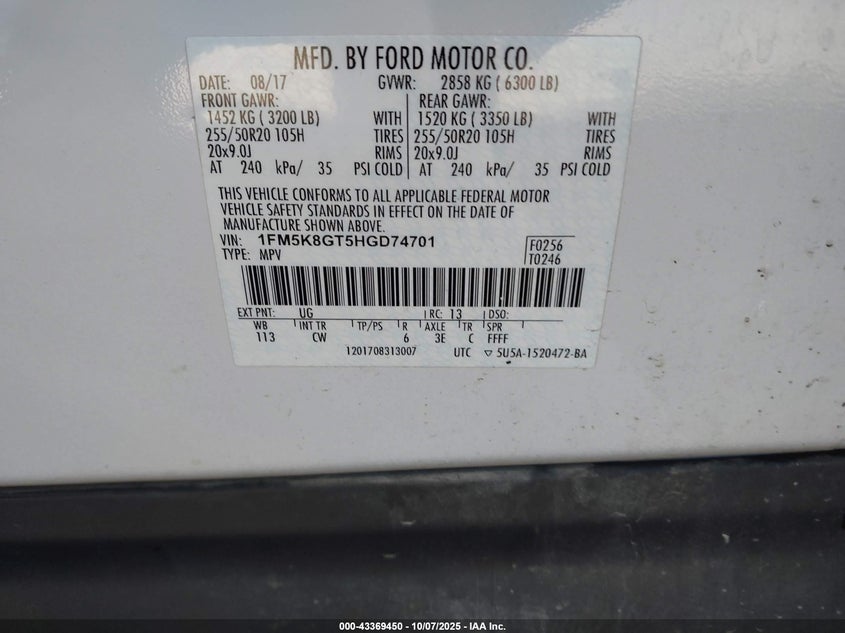 MFD. BY FORD MOTOR CO.
DATE: 08/17 GVWR: 2858 KG ( 6300 LB)
FRONT GAWR: REAR GAWR:
1452 KG ( 3200 LB) WITH 1520 KG ( 3350 LB) WITH
255/50R20 105H TIRES 255/50R20 105H TIRES
20x9.0J RIMS 20x9.0J RIMS
AT 240 kPa/ 35 PSI COLD AT 240 kPa/ 35 PSI COLD
THIS VEHICLE CONFORMS TO ALL APPLICABLE FEDERAL MOTOR
VEHICLE SAFETY STANDARDS IN EFFECT ON THE DATE OF
MANUFACTURE SHOWN ABOVE.
VIN: 1FM5K8GT5HGD74701 F0256
TYPE: MPV T0246
EXT PNT: UG RC: 13 DSO:
WB INT TR TP/PS R AXLE TR SPR
113 CW 6 3E C FFFF
1201708313007 UTC ▽ 5U5A-1520472-BA
000-43369450 - 10/07/2025 - IAA Inc.